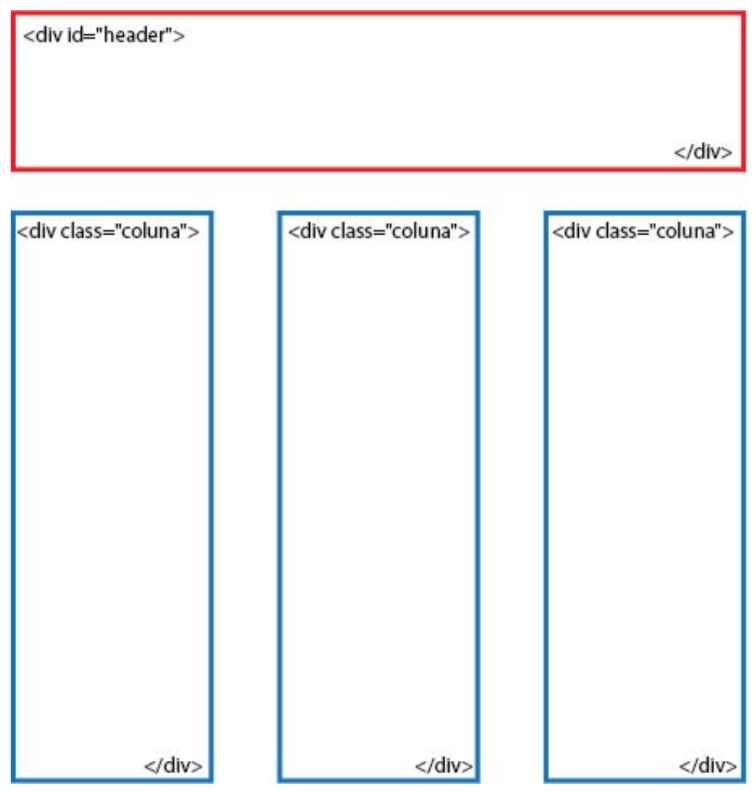 <div id="header">
</div>
<div class="coluna">
</div>
<div class="coluna">
</div>
<div class="coluna">
</div>